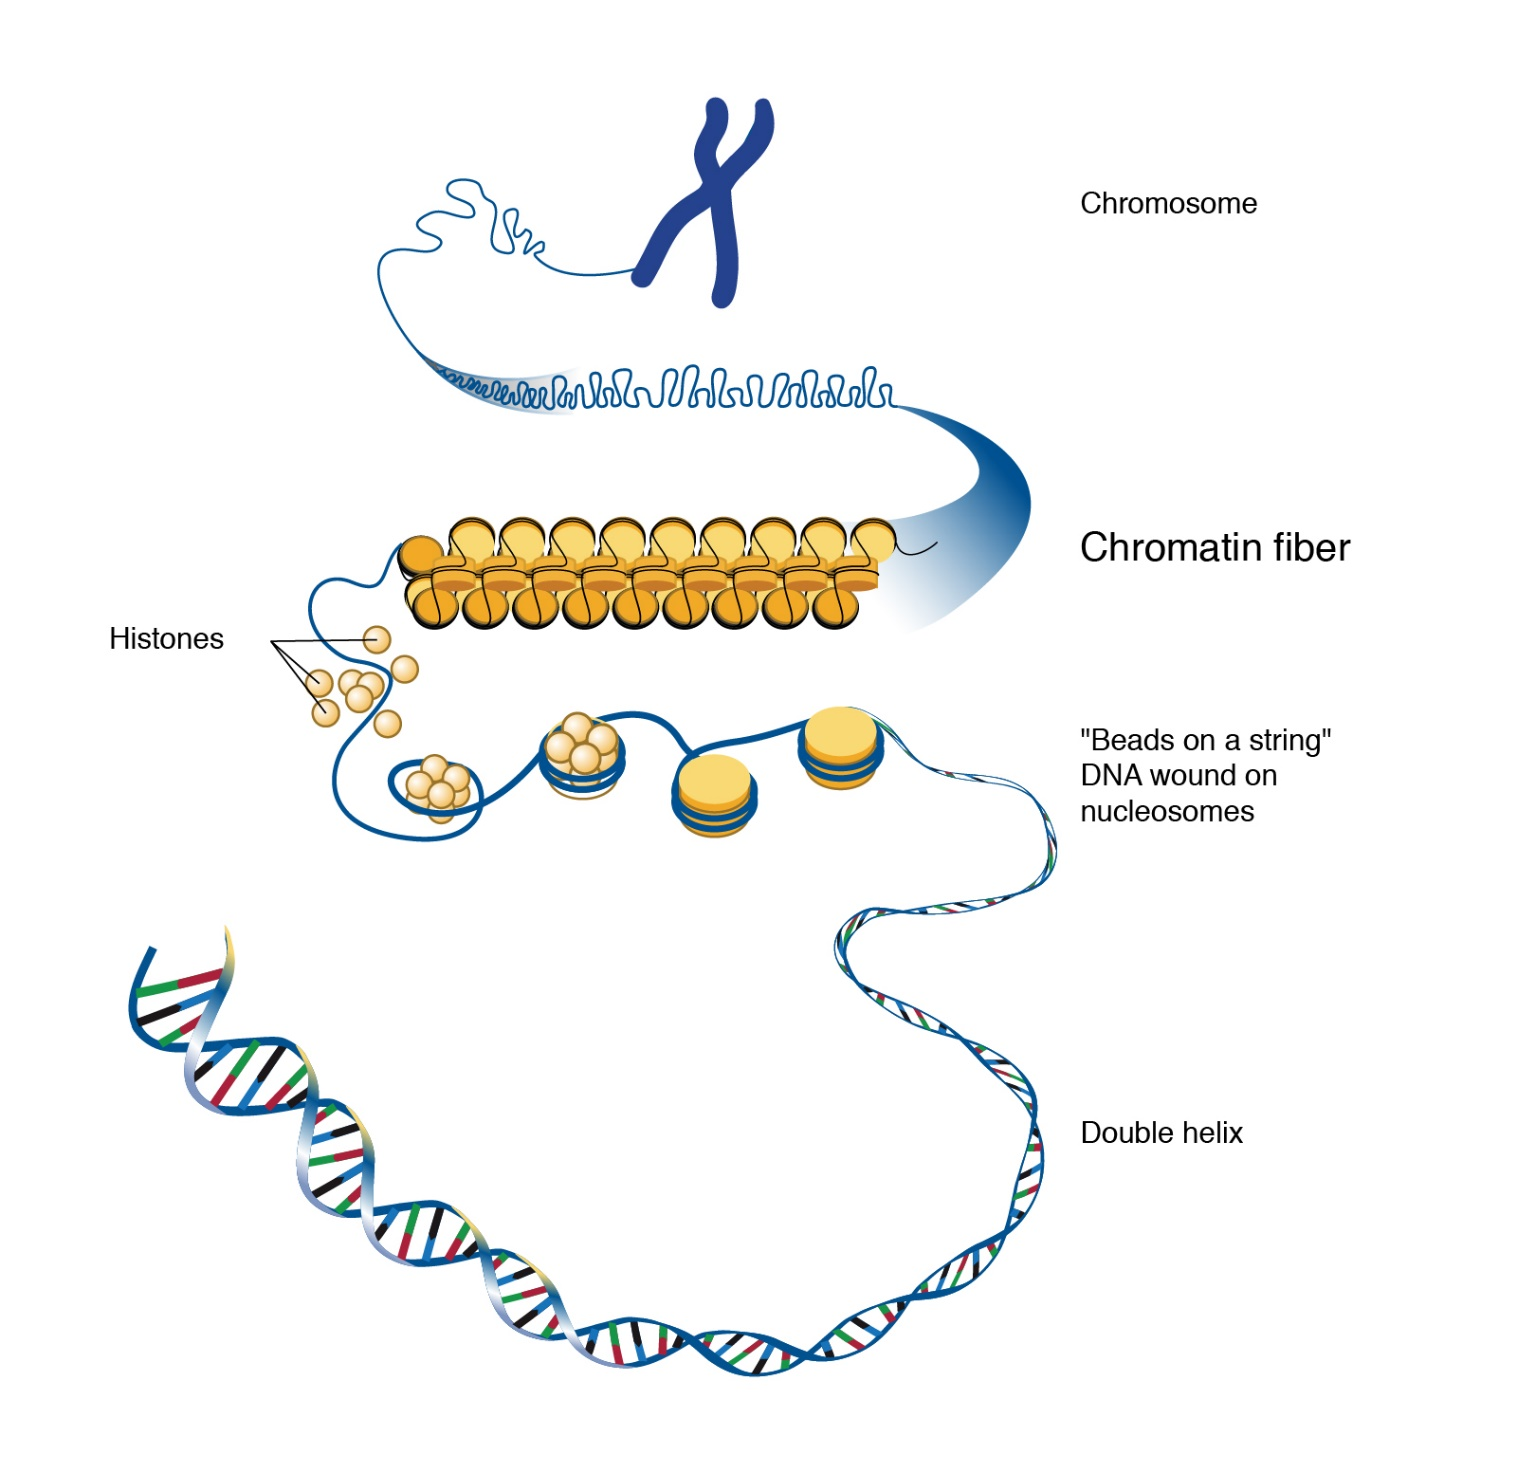 Chromosome
Chromatin fiber
Histones
"Beads on a string"
DNA wound on
nucleosomes
Double helix